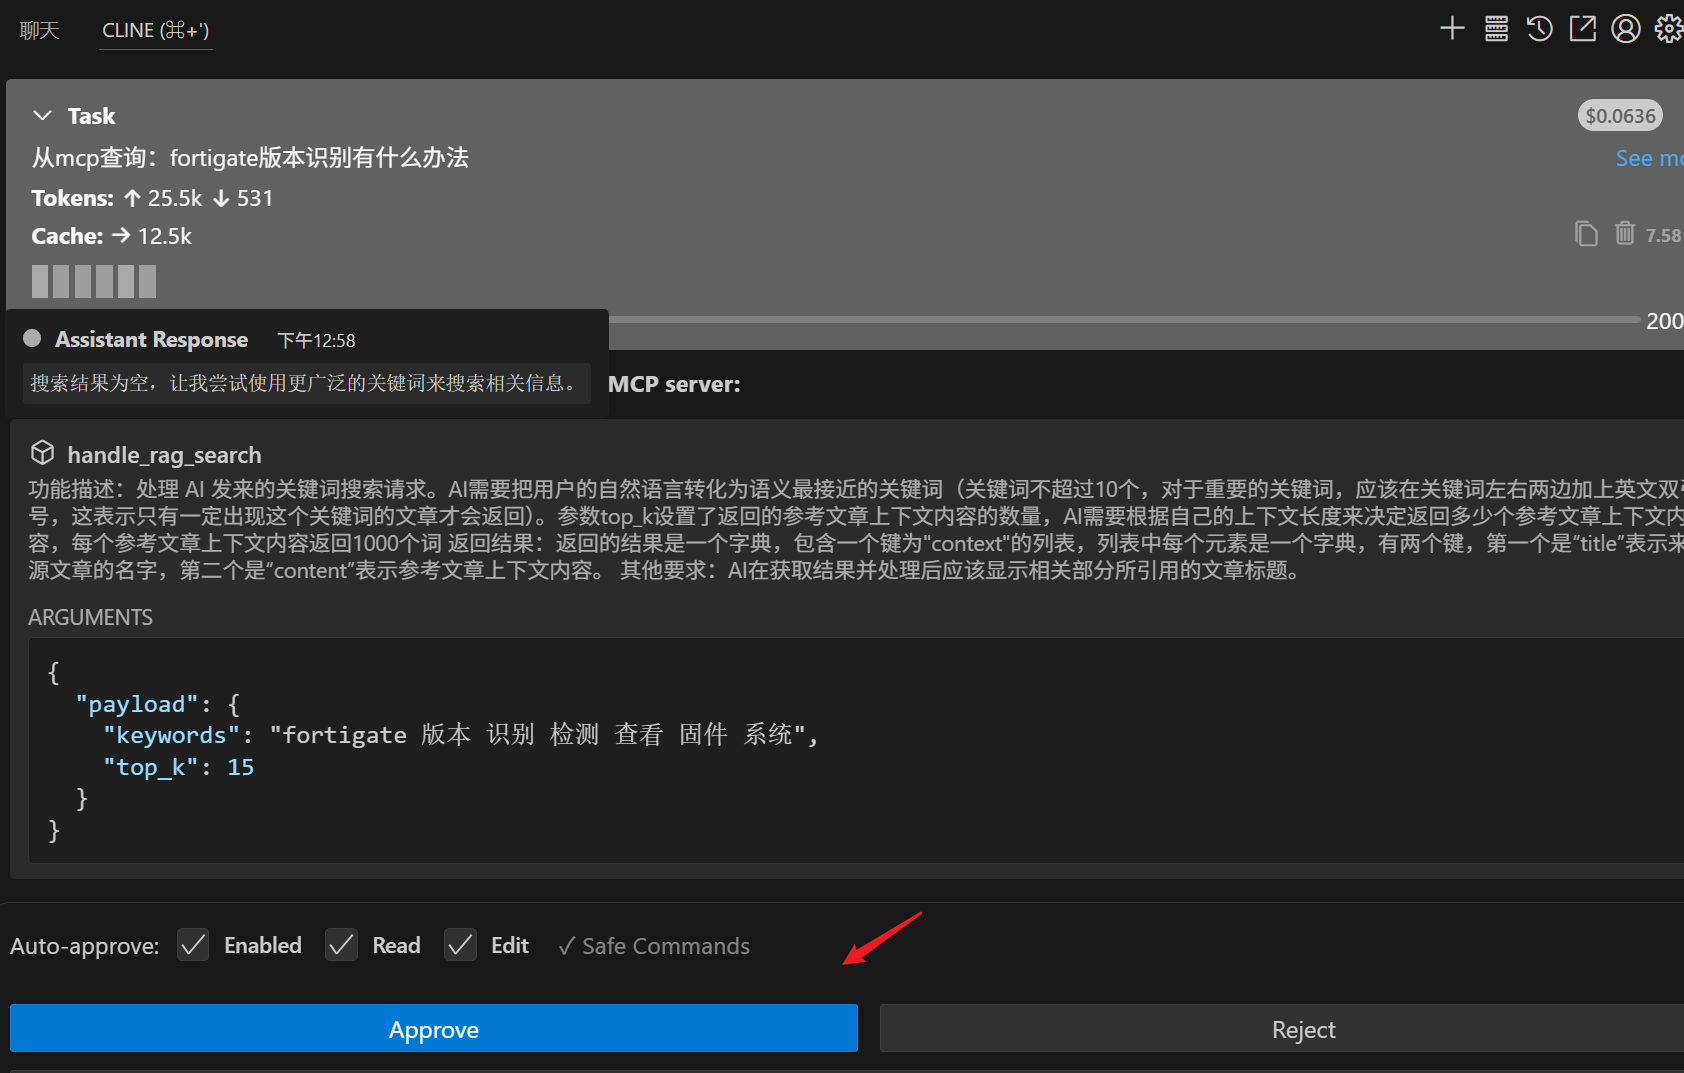 聊天 CLINE (⌘+')
Task $0.0636
从mcp查询：fortigate版本识别有什么办法
See mo
Tokens: ↑ 25.5k ↓ 531
Cache: → 12.5k
7.58
200
Assistant Response 下午12:58
搜索结果为空，让我尝试使用更广泛的关键词来搜索相关信息。
MCP server:
handle_rag_search
功能描述：处理 AI 发来的关键词搜索请求。AI需要把用户的自然语言转化为语义最接近的关键词（关键词不超过10个，对于重要的关键词，应该在关键词左右两边加上英文双引
号，这表示只有一定出现这个关键词的文章才会返回）。参数top_k设置了返回的参考文章上下文内容的数量，AI需要根据自己的上下文长度来决定返回多少个参考文章上下文内
容，每个参考文章上下文内容返回1000个词 返回结果：返回的结果是一个字典，包含一个键为"context"的列表，列表中每个元素是一个字典，有两个键，第一个是“title”表示来
源文章的名字，第二个是“content”表示参考文章上下文内容。 其他要求：AI在获取结果并处理后应该显示相关部分所引用的文章标题。
ARGUMENTS
{
"payload": {
"keywords": "fortigate 版本 识别 检测 查看 固件 系统",
"top_k": 15
}
}
Auto-approve: Enabled Read Edit ✓ Safe Commands
Approve Reject